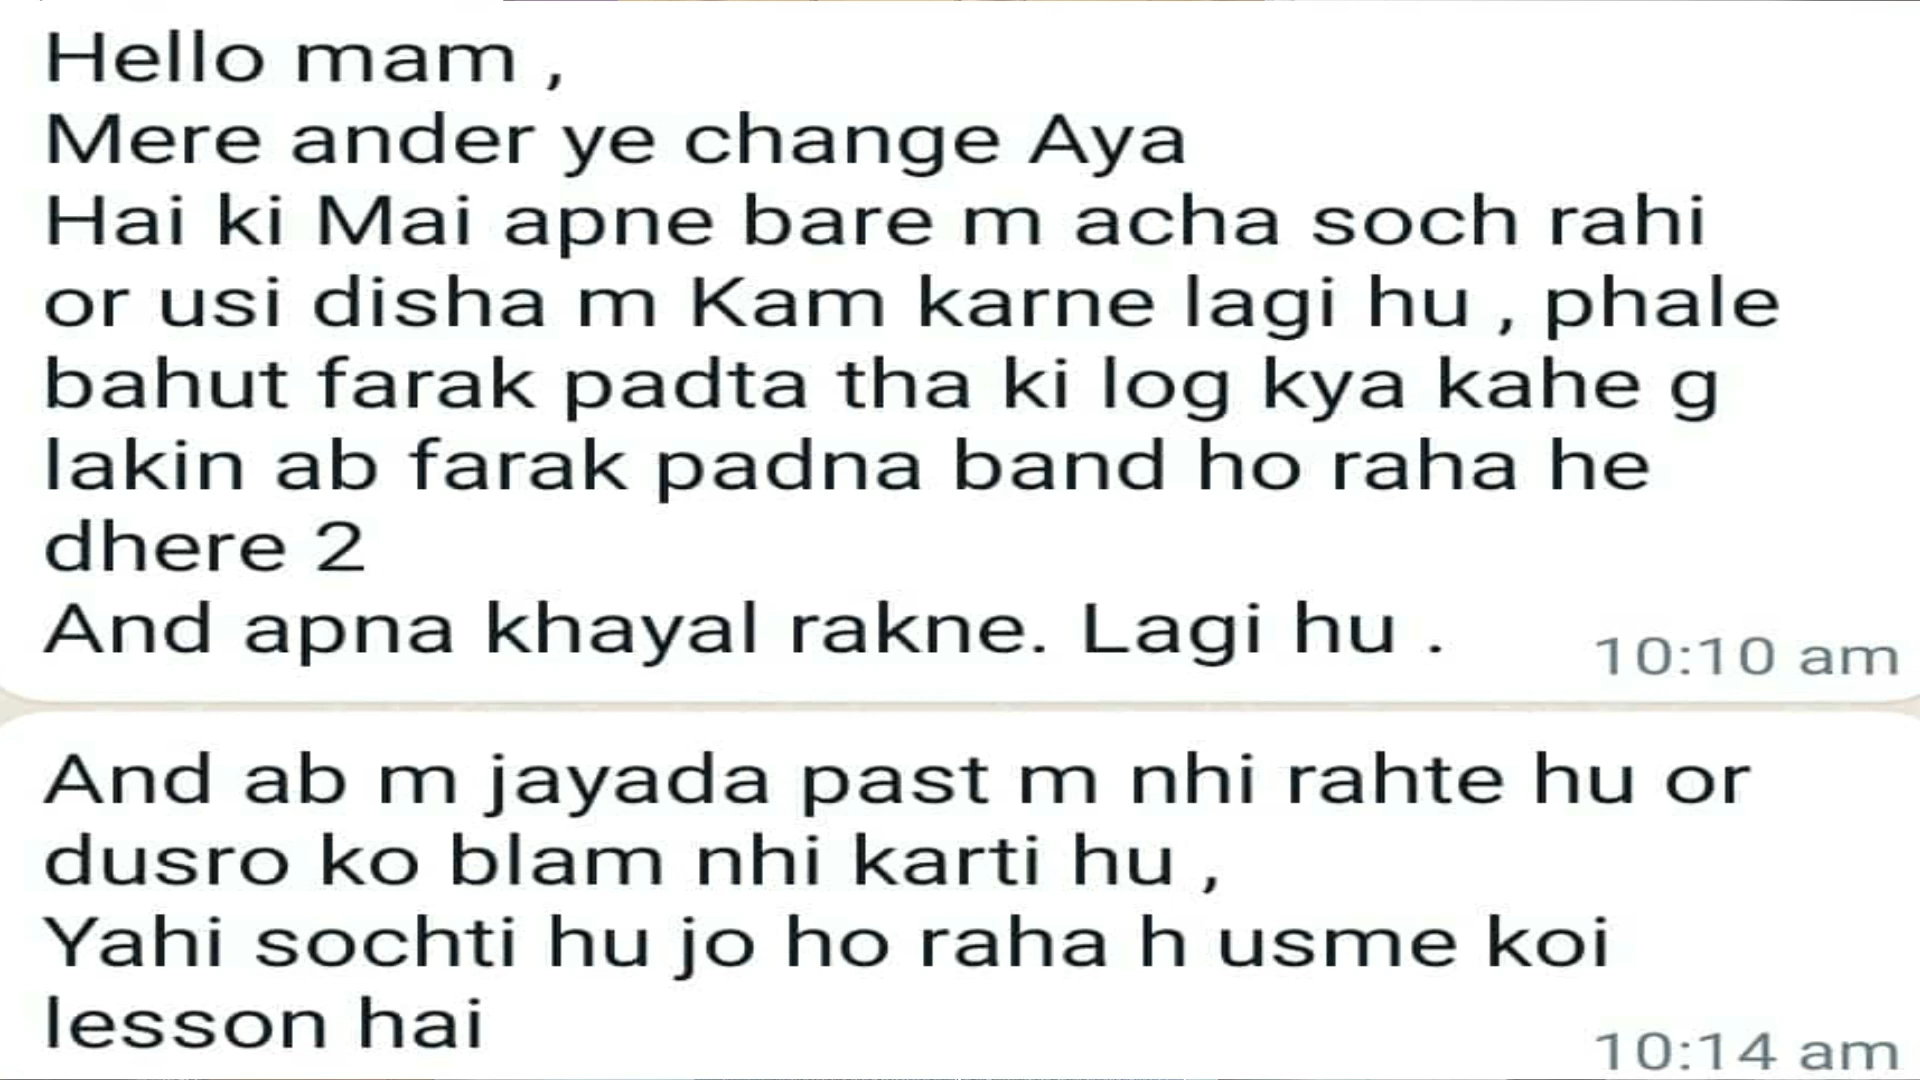 Hello mam ,
Mere ander ye change Aya
Hai ki Mai apne bare m acha soch rahi
or usi disha m Kam karne lagi hu , phale
bahut farak padta tha ki log kya kahe g
lakin ab farak padna band ho raha he
dhere 2
And apna khayal rakne. Lagi hu .
10:10 am
And ab m jayada past m nhi rahte hu or
dusro ko blam nhi karti hu ,
Yahi sochti hu jo ho raha h usme koi
lesson hai
10:14 am